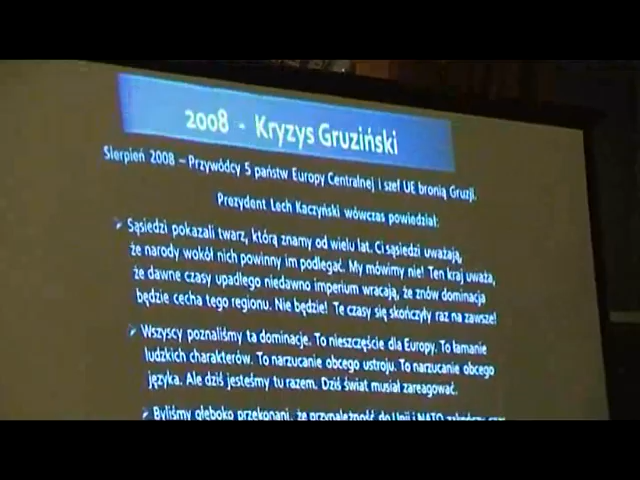 2008 - Kryzys Gruziński
Sierpień 2008 – Przywódcy 5 państw Europy Centralnej i szef UE bronią Gruzji.
Prezydent Lech Kaczyński wówczas powiedział:
Sąsiedzi pokazali twarz, którą znamy od wielu lat. Ci sąsiedzi uważają,
że narody wokół nich powinny im podlegać. My mówimy nie! Ten kraj uważa,
że dawne czasy upadłego niedawno imperium wracają, że znów dominacja
będzie cecha tego regionu. Nie będzie! Te czasy się skończyły raz na zawsze!
Wszyscy poznaliśmy ta dominacje. To nieszczęście dla Europy. To łamanie
ludzkich charakterów. To narzucanie obcego ustroju. To narzucanie obcego
języka. Ale dziś jesteśmy tu razem. Dziś świat musiał zareagować.
Byliśmy głęboko przekonani, że przynależność do Unii i NATO